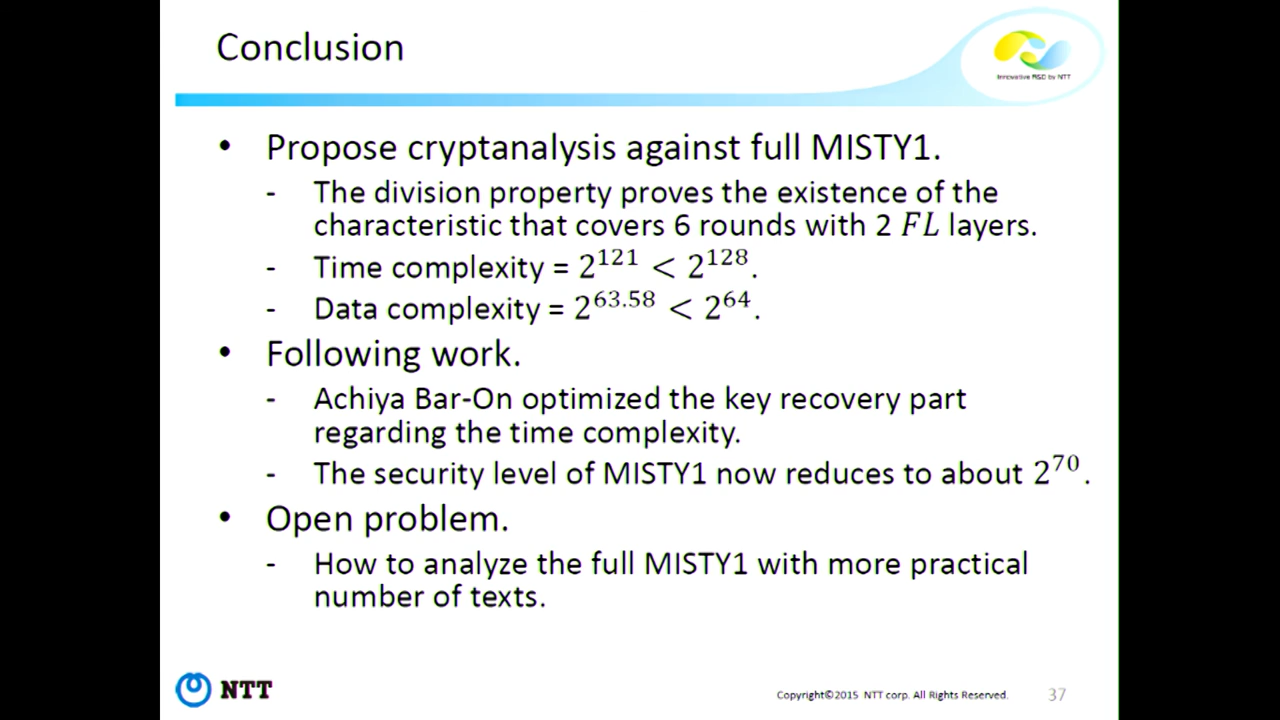 Conclusion
Innovative R&D by NTT
• Propose cryptanalysis against full MISTY1.
- The division property proves the existence of the
characteristic that covers 6 rounds with 2 FL layers.
- Time complexity = 2^121 < 2^128.
- Data complexity = 2^63.58 < 2^64.
• Following work.
- Achiya Bar-On optimized the key recovery part
regarding the time complexity.
- The security level of MISTY1 now reduces to about 2^70.
• Open problem.
- How to analyze the full MISTY1 with more practical
number of texts.
NTT
Copyright©2015 NTT corp. All Rights Reserved.
37